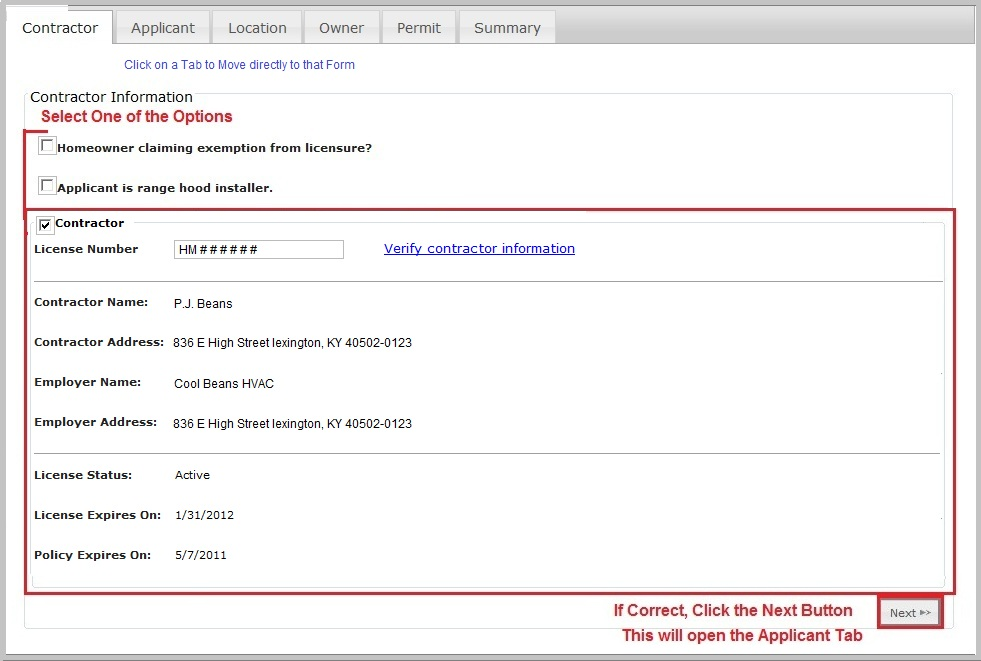 Contractor Applicant Location Owner Permit Summary
Click on a Tab to Move directly to that Form
Contractor Information
Select One of the Options
Homeowner claiming exemption from licensure?
Applicant is range hood installer.
Contractor
License Number HM###### Verify contractor information
Contractor Name: P.J. Beans
Contractor Address: 836 E High Street lexington, KY 40502-0123
Employer Name: Cool Beans HVAC
Employer Address: 836 E High Street lexington, KY 40502-0123
License Status: Active
License Expires On: 1/31/2012
Policy Expires On: 5/7/2011
If Correct, Click the Next Button Next
This will open the Applicant Tab